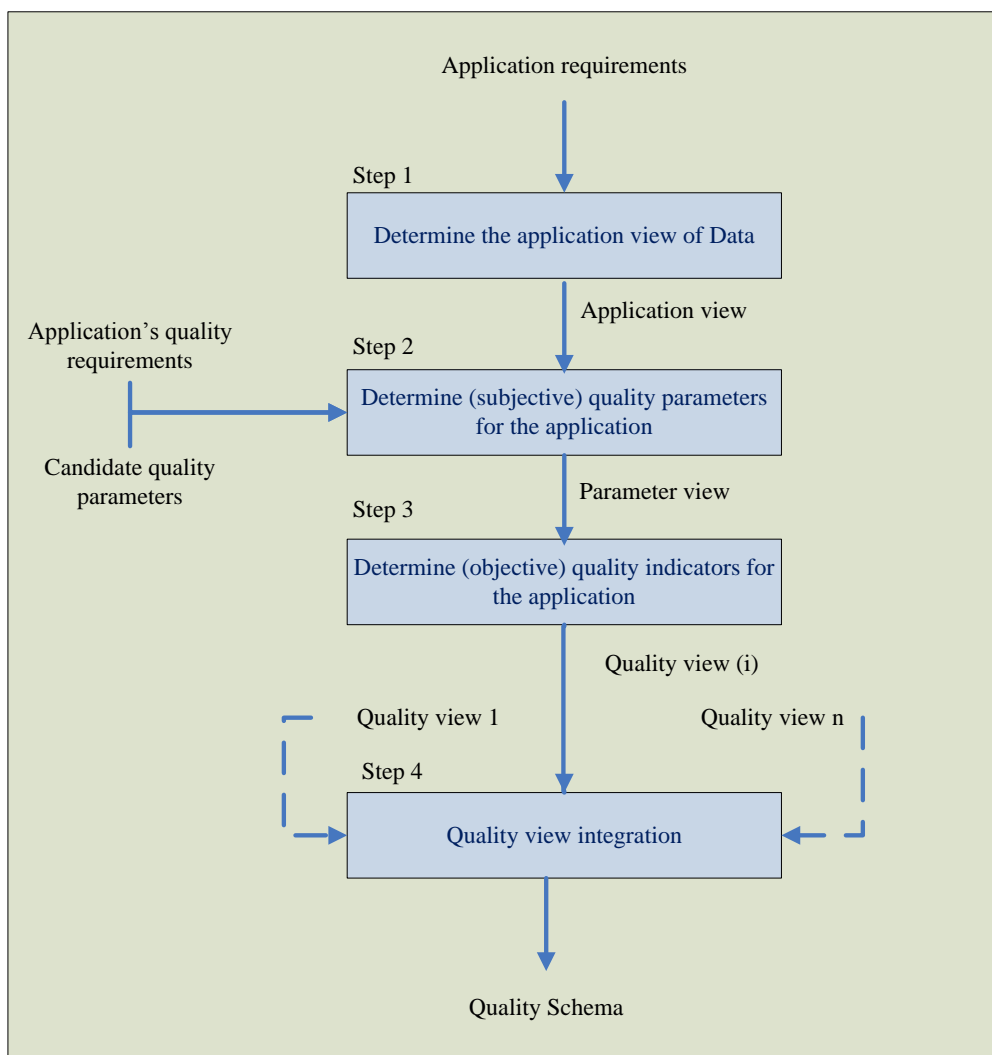 Application requirements
Step 1
Determine the application view of Data
Application view
Application’s quality
requirements
Step 2
Determine (subjective) quality parameters
for the application
Candidate quality
parameters
Parameter view
Step 3
Determine (objective) quality indicators for
the application
Quality view (i)
Quality view 1
Quality view n
Step 4
Quality view integration
Quality Schema